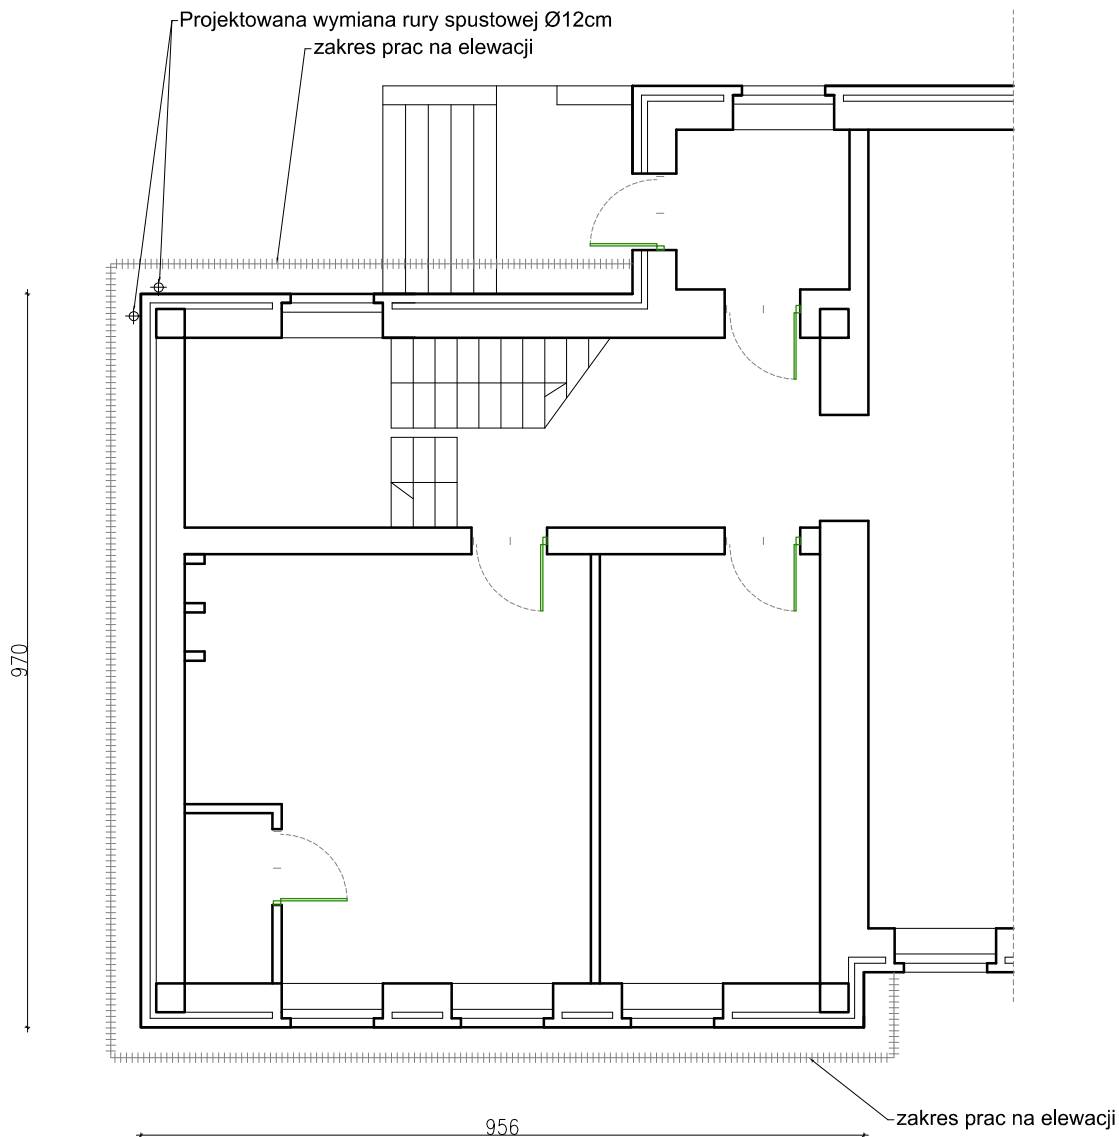 Projektowana wymiana rury spustowej Ø12cm
zakres prac na elewacji
970
zakres prac na elewacji
956